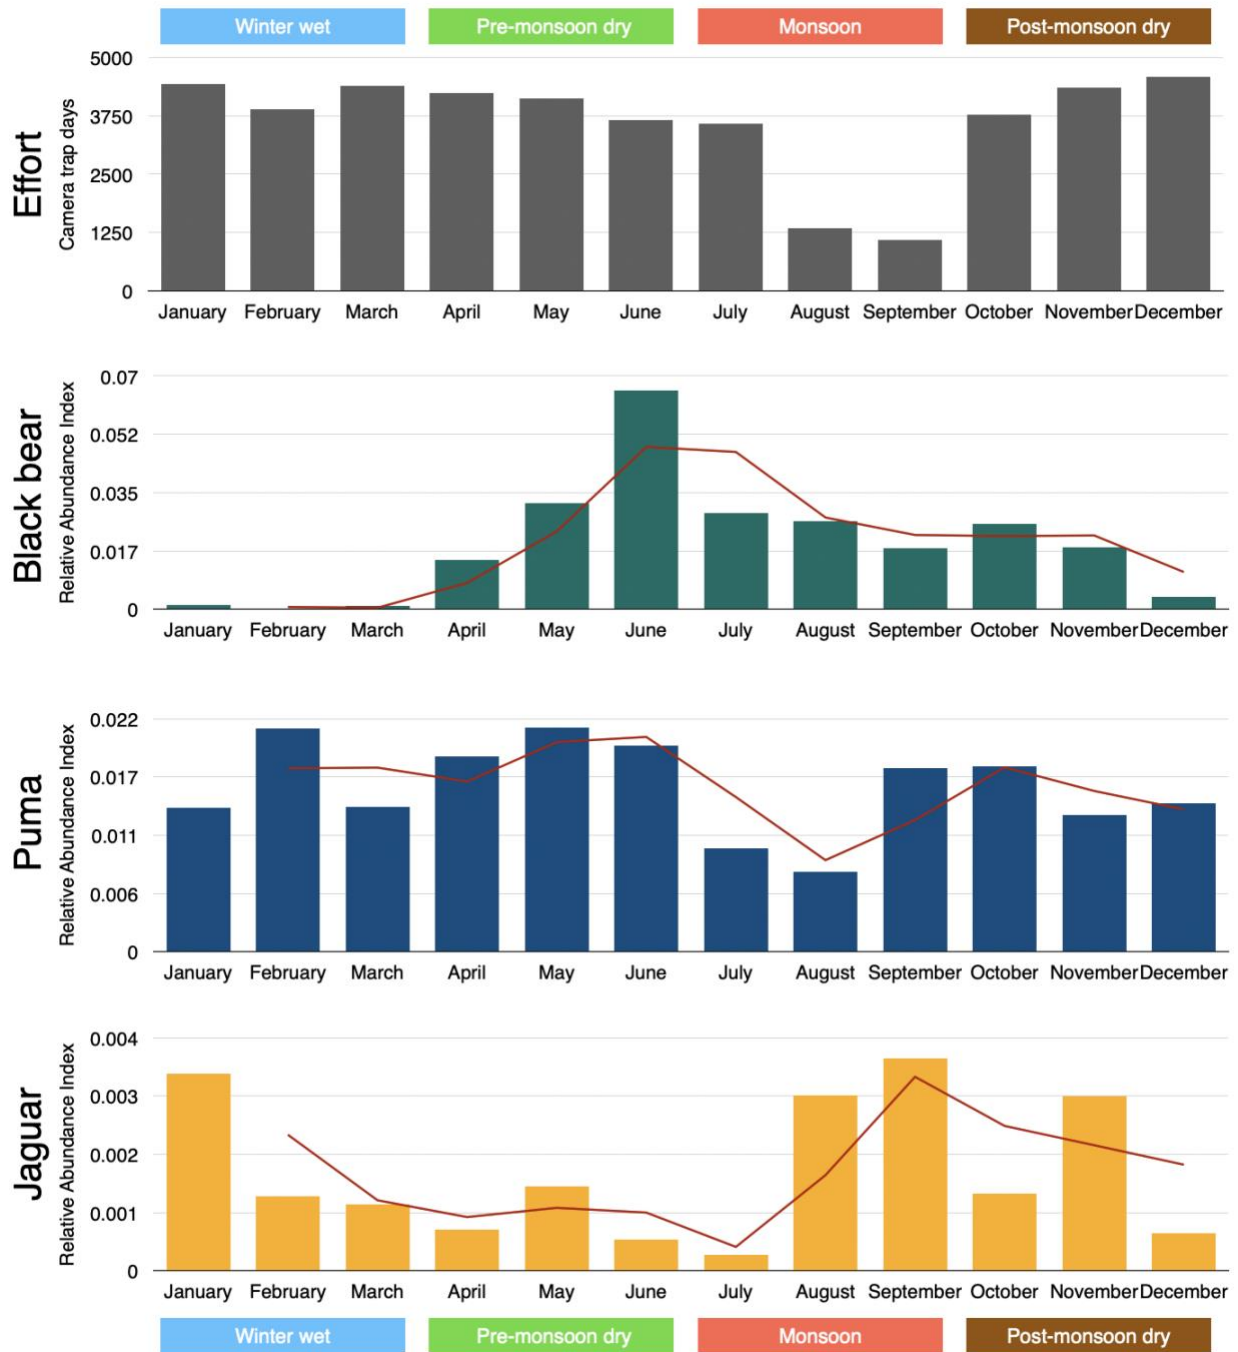 Winter wet Pre-monsoon dry Monsoon Post-monsoon dry
Effort
Camera trap days
5000
3750
2500
1250
0
January February March April May June July August September October November December
Black bear
Relative Abundance Index
0.07
0.052
0.035
0.017
0
January February March April May June July August September October November December
Puma
Relative Abundance Index
0.022
0.017
0.011
0.006
0
January February March April May June July August September October November December
Jaguar
Relative Abundance Index
0.004
0.003
0.002
0.001
0
January February March April May June July August September October November December
Winter wet Pre-monsoon dry Monsoon Post-monsoon dry